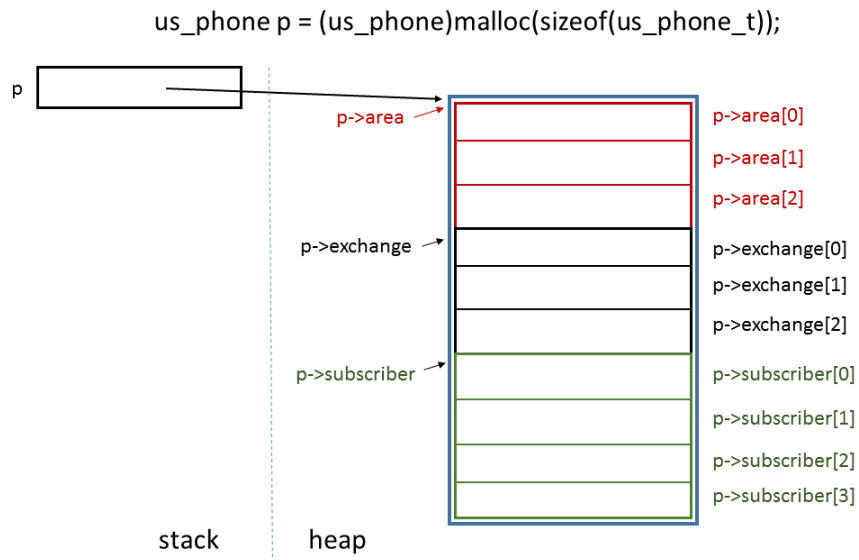 us_phone p = (us_phone)malloc(sizeof(us_phone_t));
p
p->area
p->area[0]
p->area[1]
p->area[2]
p->exchange
p->exchange[0]
p->exchange[1]
p->exchange[2]
p->subscriber
p->subscriber[0]
p->subscriber[1]
p->subscriber[2]
p->subscriber[3]
stack
heap